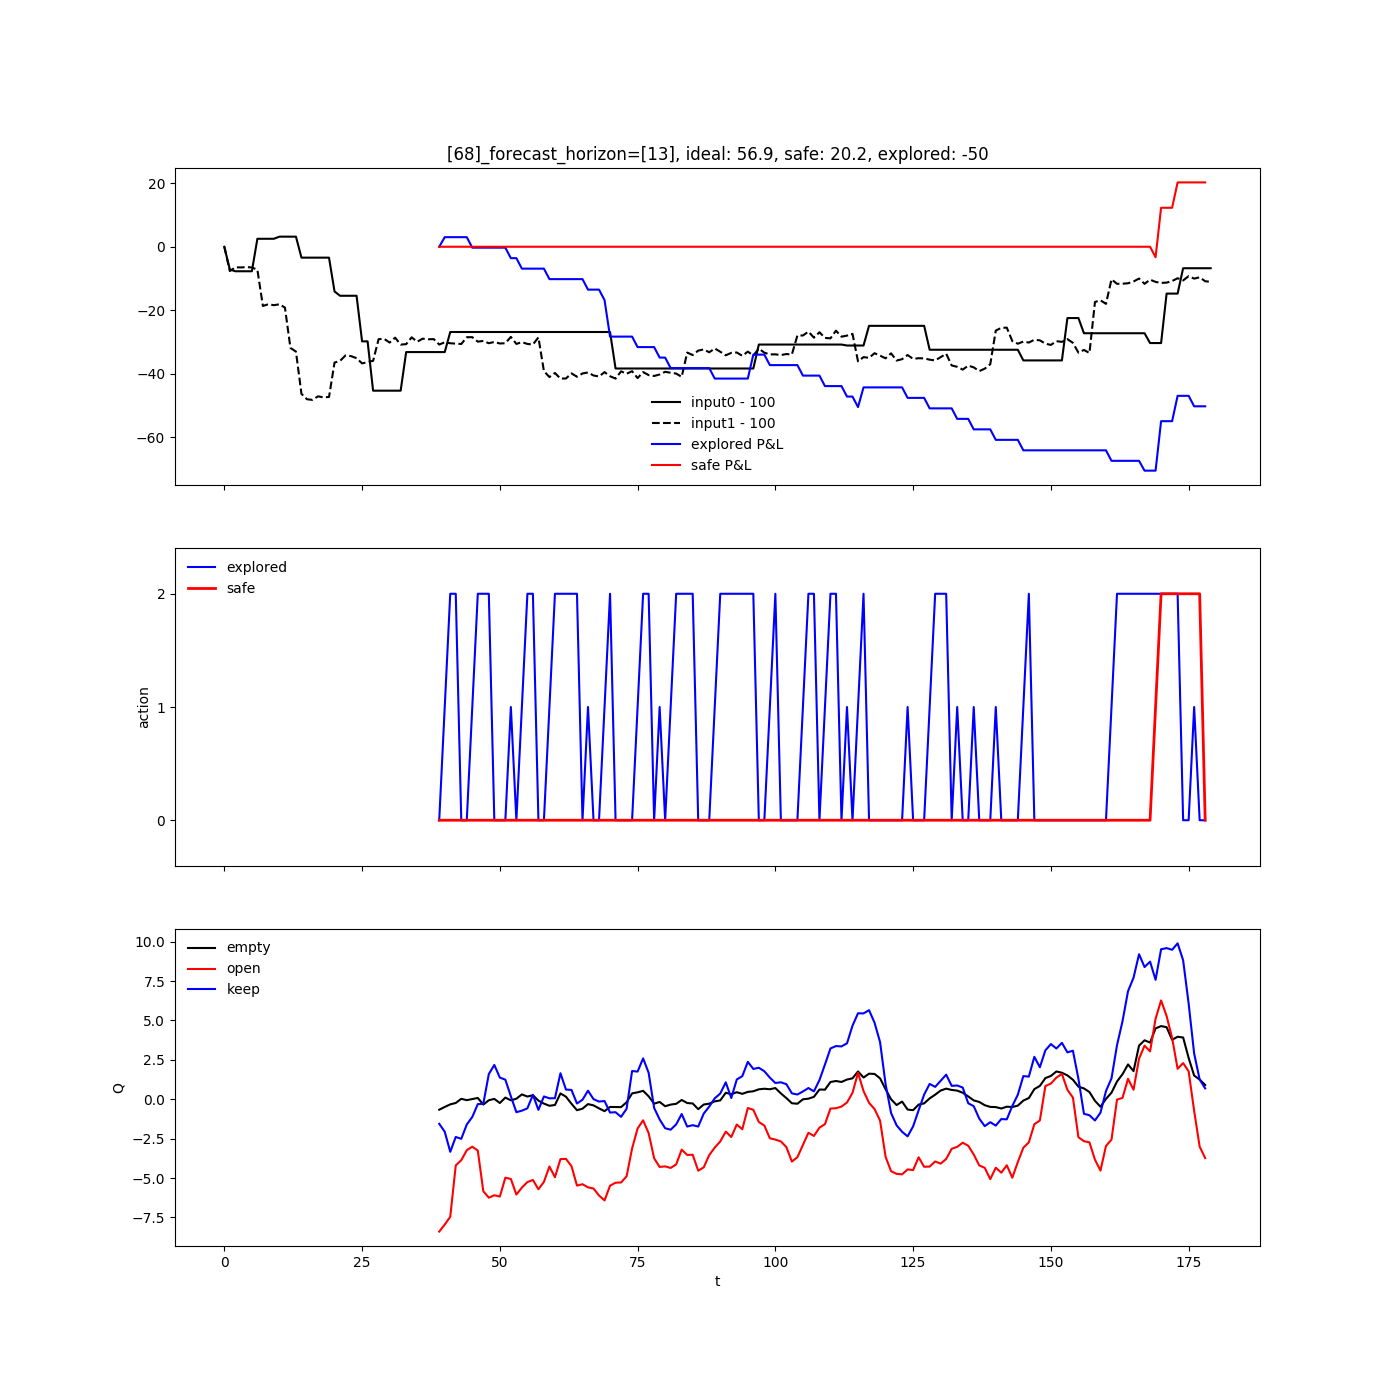 [68]_forecast_horizon=[13], ideal: 56.9, safe: 20.2, explored: -50
20
0
−20
−40
−60
input0 - 100
input1 - 100
explored P&L
safe P&L
explored
safe
2
1
0
action
empty
open
keep
10.0
7.5
5.0
2.5
0.0
−2.5
−5.0
−7.5
Q
0 25 50 75 100 125 150 175
t